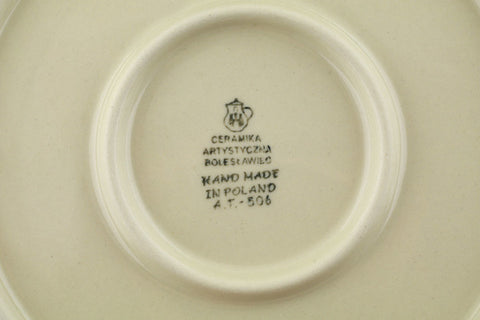 CERAMIKA
ARTYSTYCZNA
BOLESŁAWIEC
HAND MADE
IN POLAND
A.T.-506